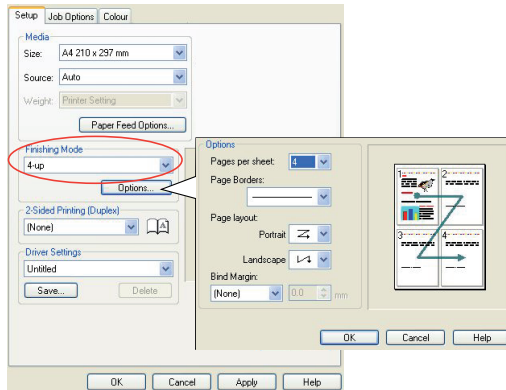 Setup Job Options Colour
Media
Size: A4 210 x 297 mm
Source: Auto
Weight: Printer Setting
Paper Feed Options...
Finishing Mode
4-up
Options...
2-Sided Printing (Duplex)
(None)
A
Driver Settings
Untitled
Save... Delete
OK Cancel Apply Help
Options
Pages per sheet: 4
Page Borders:
Page layout:
Portrait
Landscape
Bind Margin:
(None) 0.0 mm
1 2
3 4
OK Cancel Help